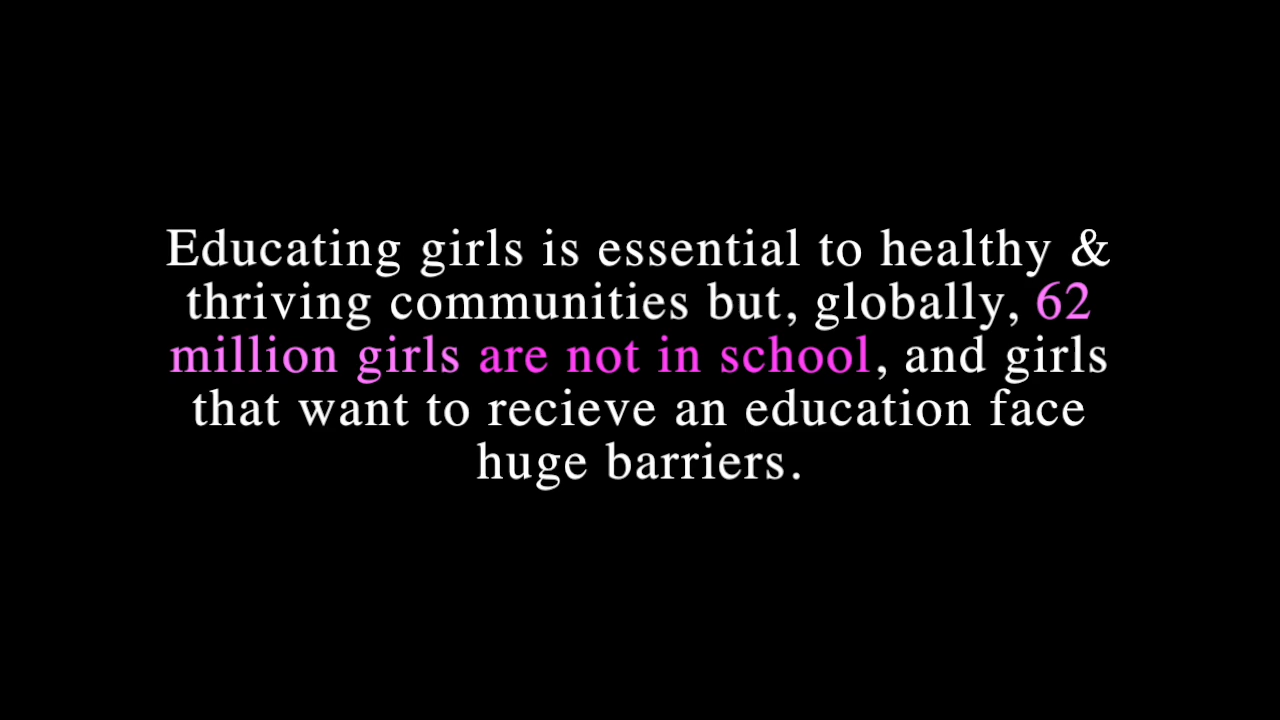 Educating girls is essential to healthy &
thriving communities but, globally, 62
million girls are not in school, and girls
that want to recieve an education face
huge barriers.